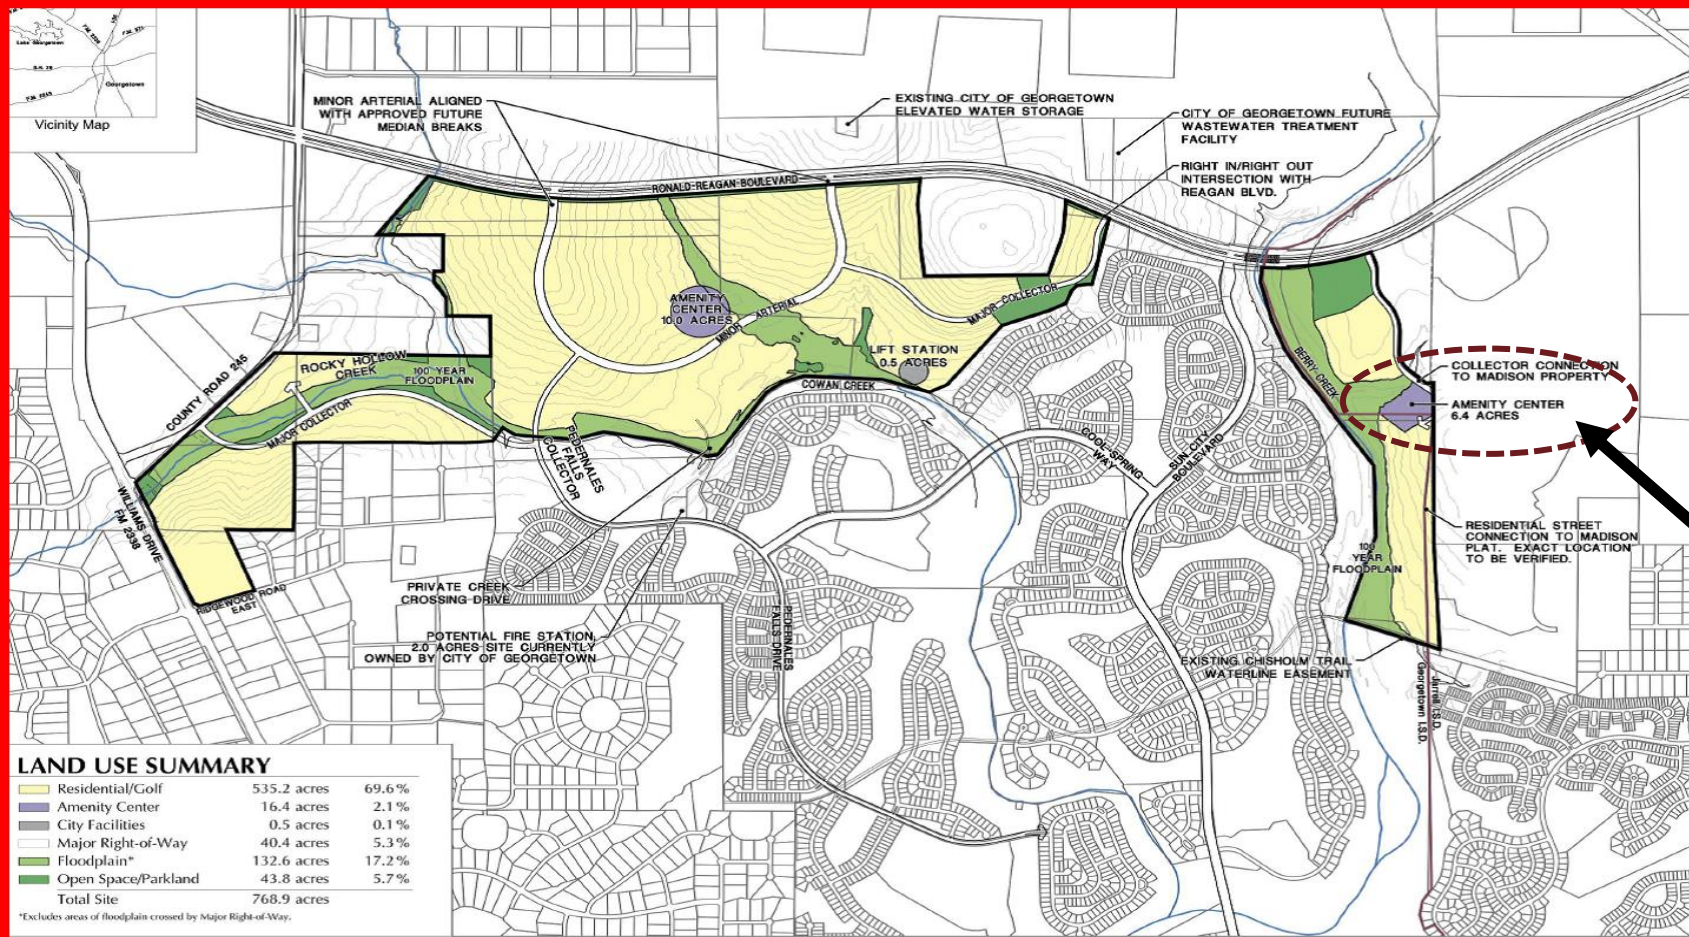 Lake Georgetown
Georgetown
Vicinity Map
MINOR ARTERIAL ALIGNED
WITH APPROVED FUTURE
MEDIAN BREAKS
EXISTING CITY OF GEORGETOWN
ELEVATED WATER STORAGE
CITY OF GEORGETOWN FUTURE
WASTEWATER TREATMENT
FACILITY
RIGHT IN/RIGHT OUT
INTERSECTION WITH
REAGAN BLVD.
RONALD REAGAN BOULEVARD
AMENITY
CENTER
10.0 ACRES
MINOR ARTERIAL
MAJOR COLLECTOR
LIFT STATION
0.5 ACRES
COWAN CREEK
ROCKY HOLLOW
CREEK
100 YEAR
FLOODPLAIN
COUNTY ROAD 245
MAJOR COLLECTOR
WILLIAMS DRIVE
FM 2338
RIDGEWOOD ROAD
EAST
PEDERNALES
FALLS
COLLECTOR
COOL SPRING
WAY
SUN CITY
BOULEVARD
BERRY CREEK
COLLECTOR CONNECTION
TO MADISON PROPERTY
AMENITY CENTER
6.4 ACRES
RESIDENTIAL STREET
CONNECTION TO MADISON
PLAT. EXACT LOCATION
TO BE VERIFIED.
100
YEAR
FLOODPLAIN
PRIVATE CREEK
CROSSING DRIVE
POTENTIAL FIRE STATION,
2.0 ACRES SITE CURRENTLY
OWNED BY CITY OF GEORGETOWN
PEDERNALES
FALLS DRIVE
EXISTING CHISHOLM TRAIL
WATERLINE EASEMENT
Jarrell I.S.D.
Georgetown I.S.D.
LAND USE SUMMARY
Residential/Golf 535.2 acres 69.6%
Amenity Center 16.4 acres 2.1%
City Facilities 0.5 acres 0.1%
Major Right-of-Way 40.4 acres 5.3%
Floodplain* 132.6 acres 17.2%
Open Space/Parkland 43.8 acres 5.7%
Total Site 768.9 acres
*Excludes areas of floodplain crossed by Major Right-of-Way.